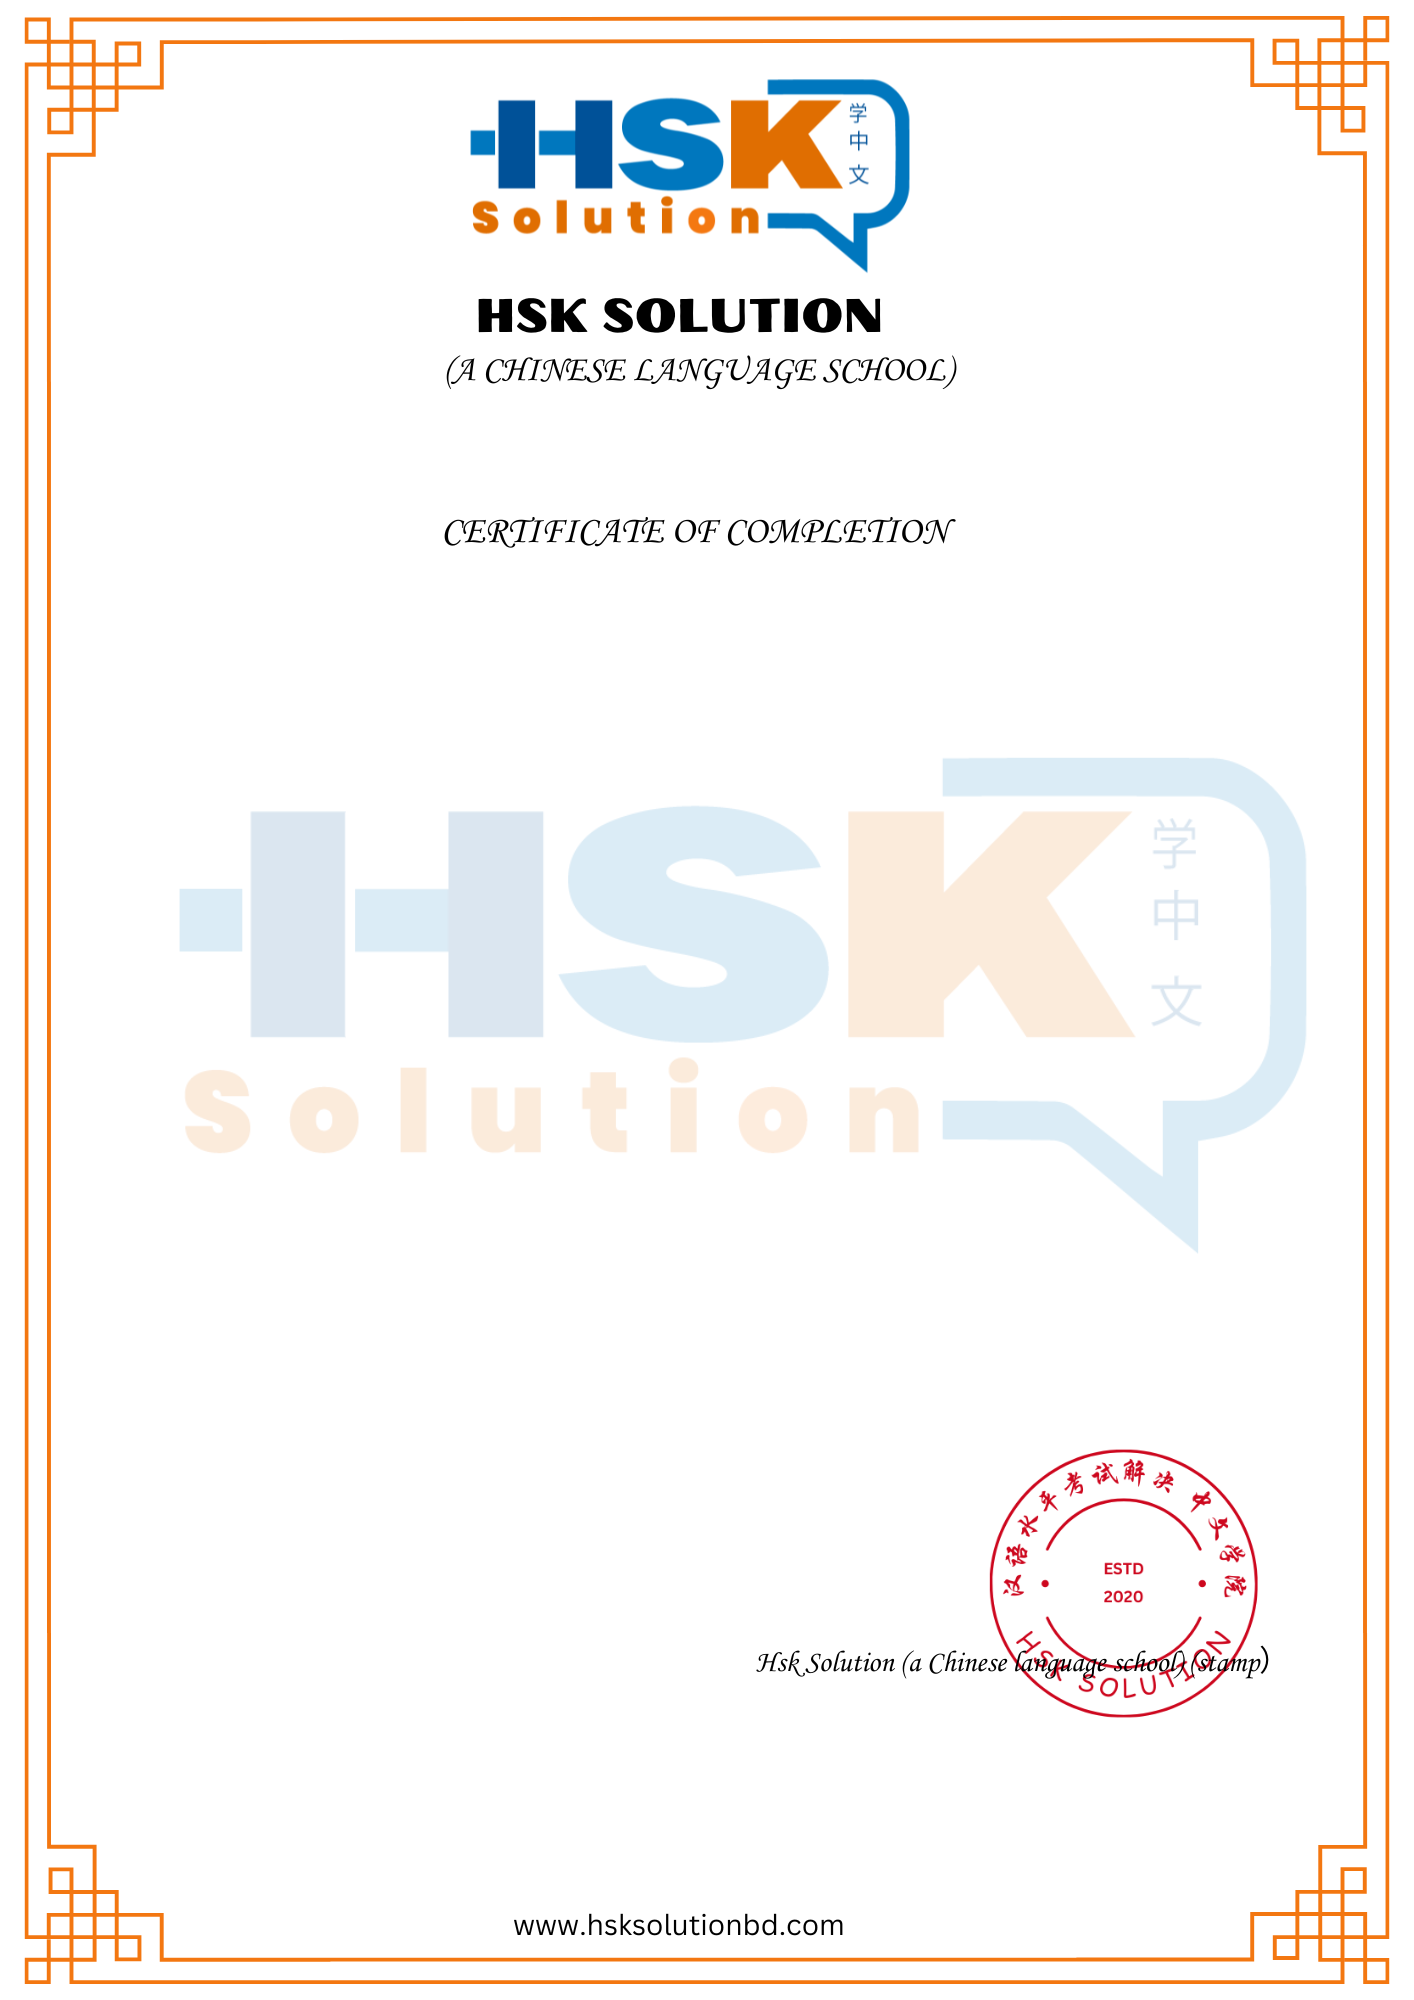 HSK
学
中
文
Solution
HSK SOLUTION
(A CHINESE LANGUAGE SCHOOL)
CERTIFICATE OF COMPLETION
HSK
学
中
文
Solution
汉语水平考试解决 中文学院
ESTD
2020
HSK SOLUTION
Hsk Solution (a Chinese language school) (stamp)
www.hsksolutionbd.com